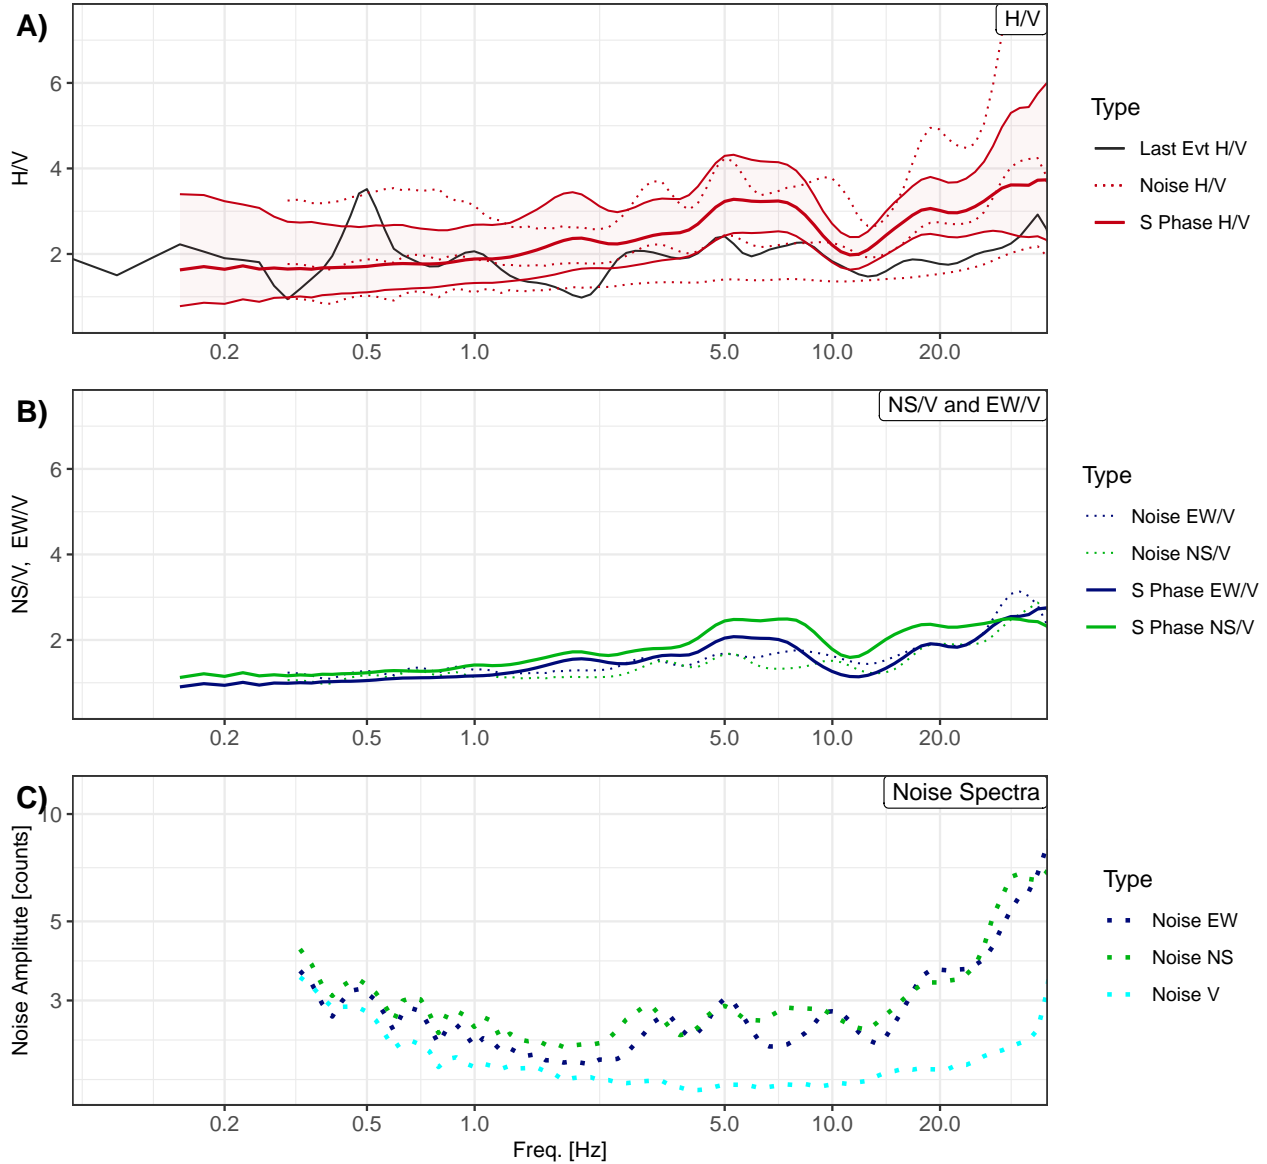 A)
H/V
H/V
6
4
2
0.2 0.5 1.0 5.0 10.0 20.0
Type
Last Evt H/V
Noise H/V
S Phase H/V
B)
NS/V and EW/V
NS/V, EW/V
6
4
2
0.2 0.5 1.0 5.0 10.0 20.0
Type
Noise EW/V
Noise NS/V
S Phase EW/V
S Phase NS/V
C)
Noise Spectra
Noise Amplitute [counts]
10
5
3
0.2 0.5 1.0 5.0 10.0 20.0
Freq. [Hz]
Type
Noise EW
Noise NS
Noise V